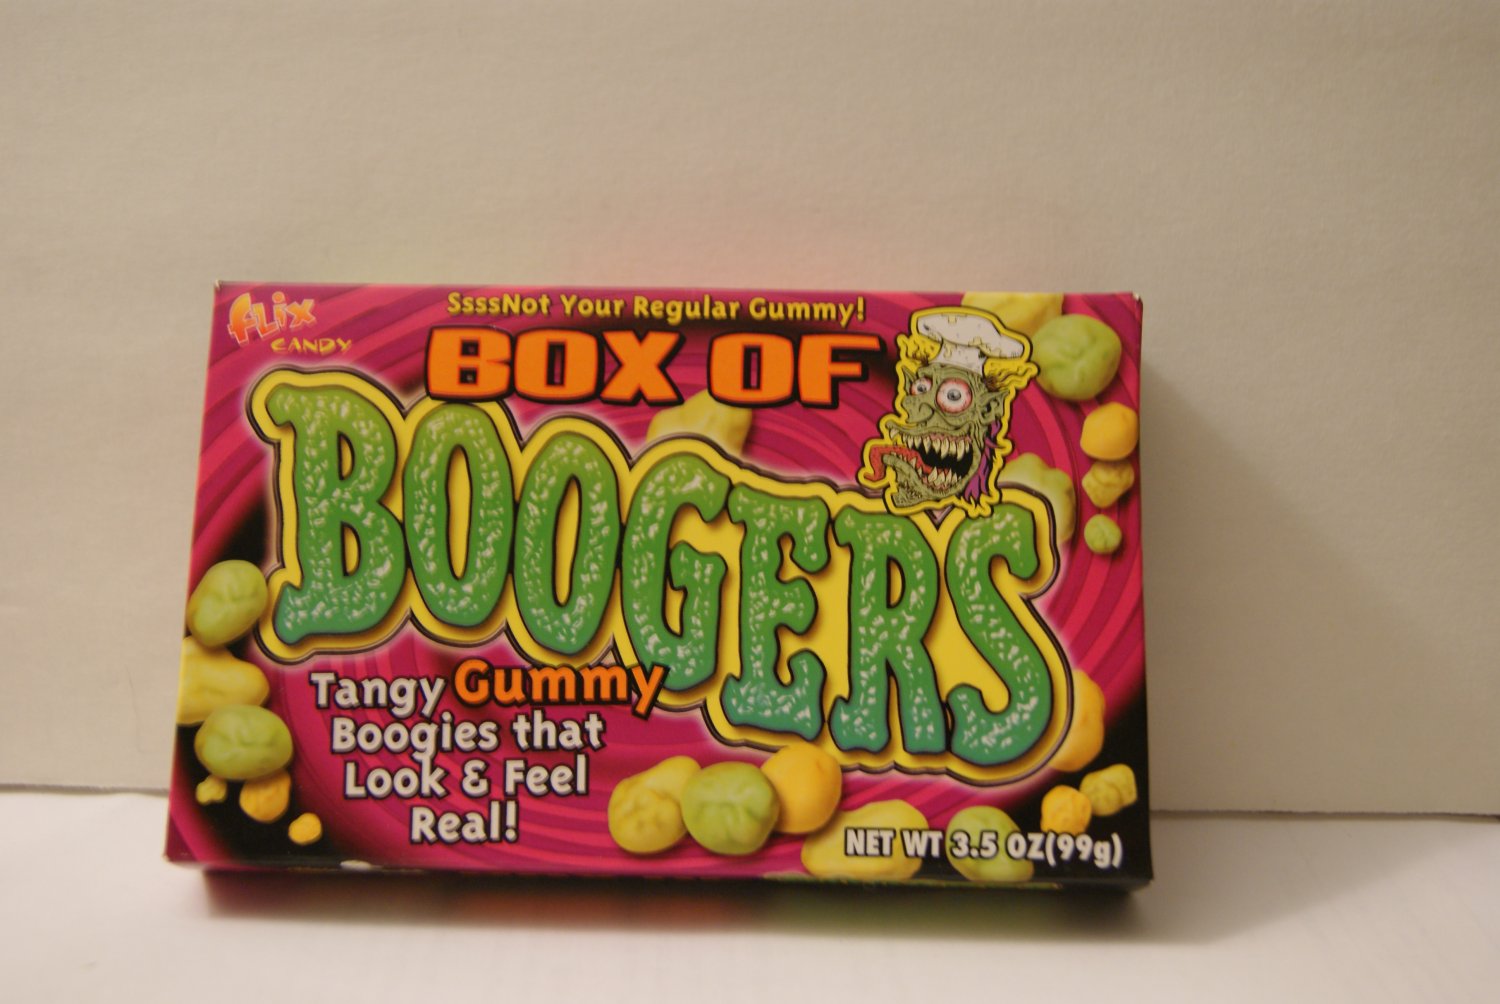 FLiX
CANDY
SsssNot Your Regular Gummy!
BOX OF
BOOGERS
Tangy Gummy
Boogies that
Look & Feel
Real!
NET WT 3.5 OZ(99g)